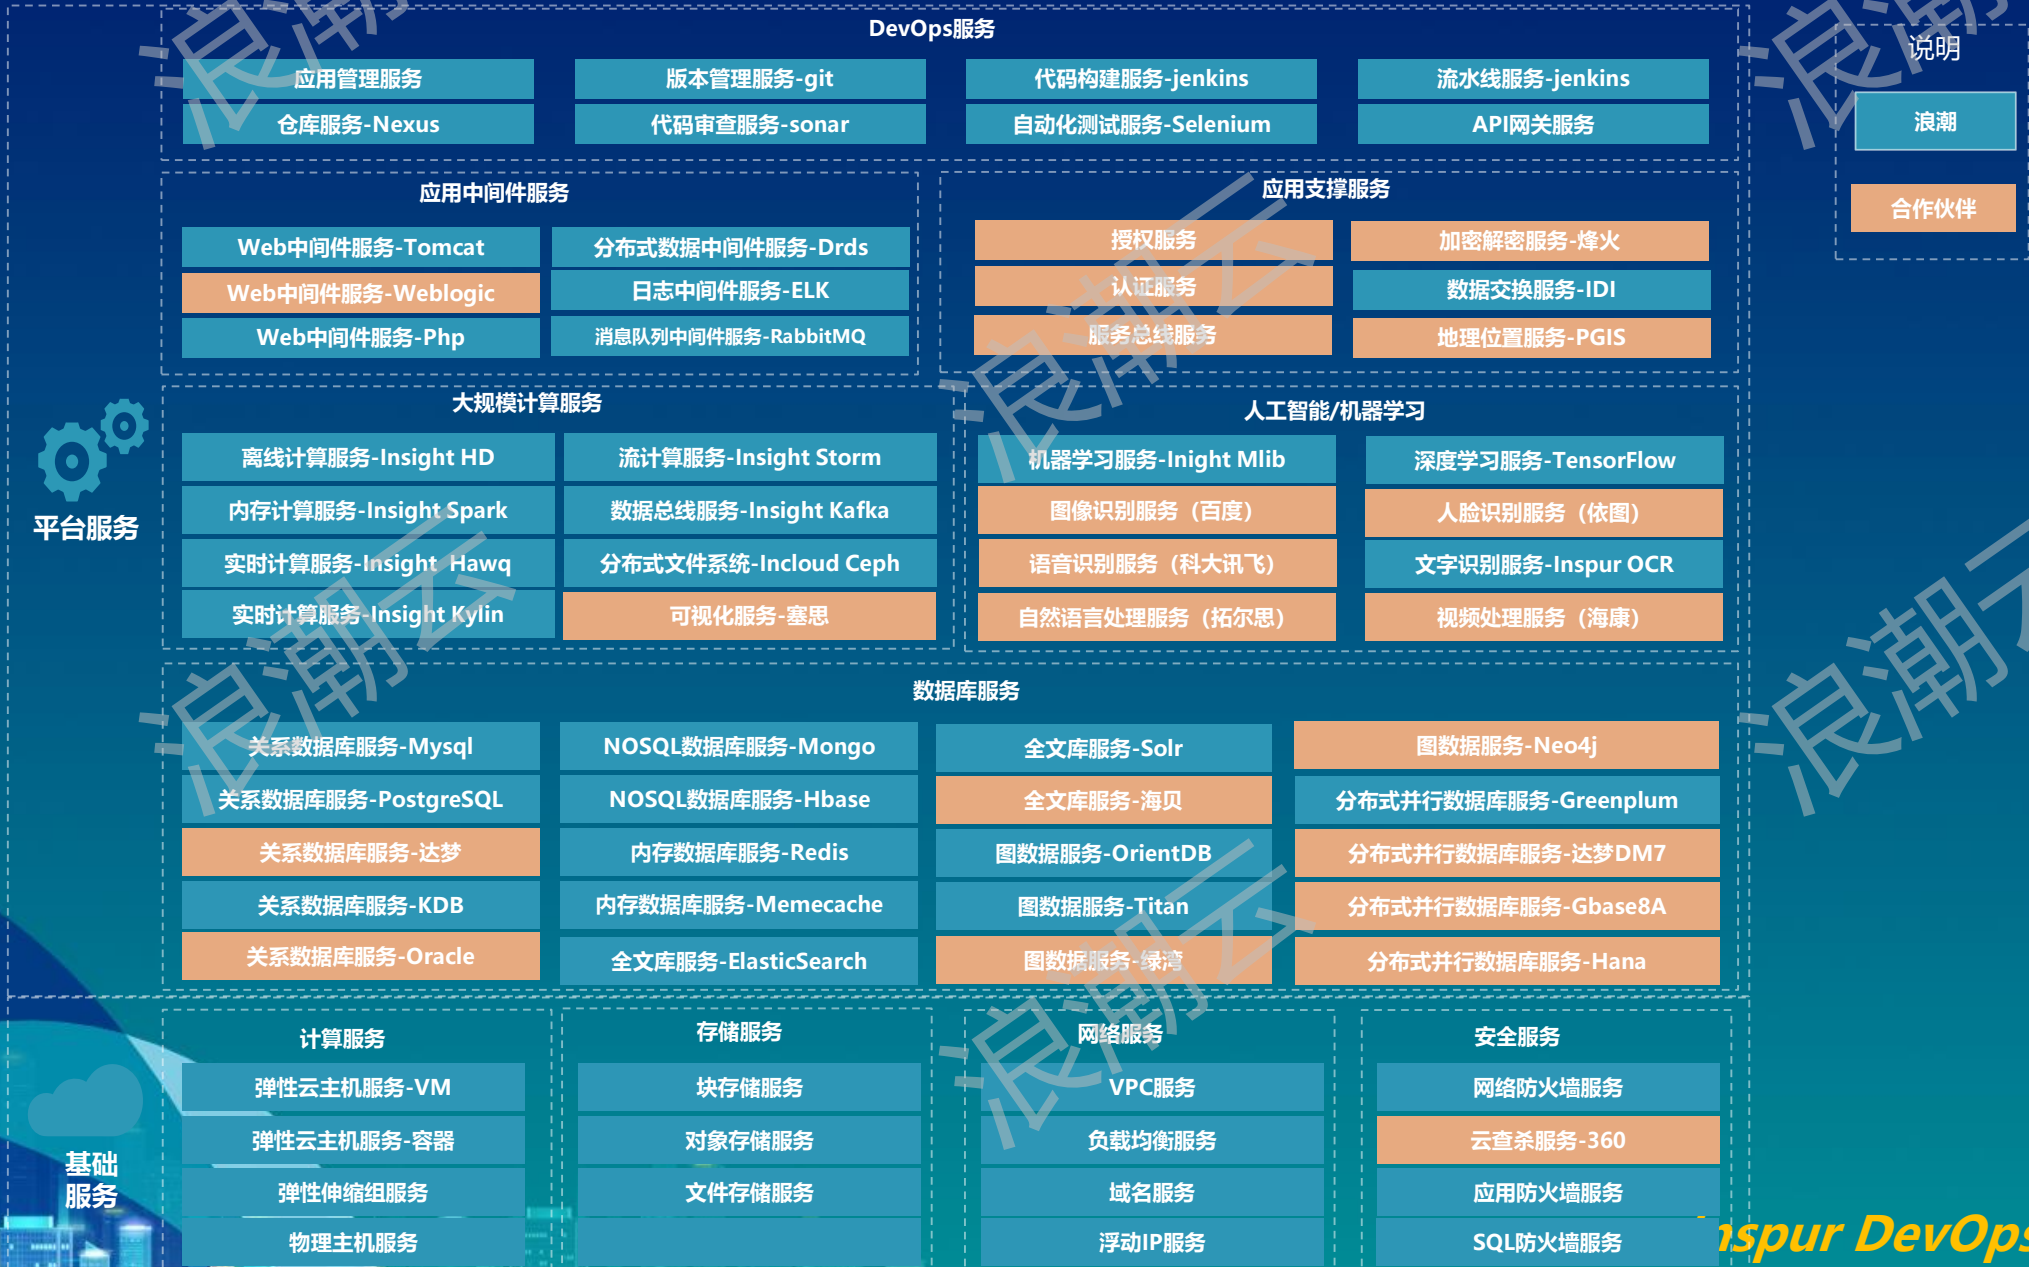 DevOps服务
应用管理服务
版本管理服务-git
代码构建服务-jenkins
流水线服务-jenkins
仓库服务-Nexus
代码审查服务-sonar
自动化测试服务-Selenium
API网关服务
说明
浪潮
合作伙伴
应用中间件服务
Web中间件服务-Tomcat
分布式数据中间件服务-Drds
Web中间件服务-Weblogic
日志中间件服务-ELK
Web中间件服务-Php
消息队列中间件服务-RabbitMQ
应用支撑服务
授权服务
加密解密服务-烽火
认证服务
数据交换服务-IDI
服务总线服务
地理位置服务-PGIS
平台服务
大规模计算服务
离线计算服务-Insight HD
流计算服务-Insight Storm
内存计算服务-Insight Spark
数据总线服务-Insight Kafka
实时计算服务-Insight  Hawq
分布式文件系统-Incloud Ceph
实时计算服务-Insight Kylin
可视化服务-塞思
人工智能/机器学习
机器学习服务-Inight Mlib
深度学习服务-TensorFlow
图像识别服务（百度）
人脸识别服务（依图）
语音识别服务（科大讯飞）
文字识别服务-Inspur OCR
自然语言处理服务（拓尔思）
视频处理服务（海康）
数据库服务
关系数据库服务-Mysql
NOSQL数据库服务-Mongo
全文库服务-Solr
图数据服务-Neo4j
关系数据库服务-PostgreSQL
NOSQL数据库服务-Hbase
全文库服务-海贝
分布式并行数据库服务-Greenplum
关系数据库服务-达梦
内存数据库服务-Redis
图数据服务-OrientDB
分布式并行数据库服务-达梦DM7
关系数据库服务-KDB
内存数据库服务-Memecache
图数据服务-Titan
分布式并行数据库服务-Gbase8A
关系数据库服务-Oracle
全文库服务-ElasticSearch
图数据服务-绿湾
分布式并行数据库服务-Hana
基础
服务
计算服务
弹性云主机服务-VM
弹性云主机服务-容器
弹性伸缩组服务
物理主机服务
存储服务
块存储服务
对象存储服务
文件存储服务
网络服务
VPC服务
负载均衡服务
域名服务
浮动IP服务
安全服务
网络防火墙服务
云查杀服务-360
应用防火墙服务
SQL防火墙服务
Inspur DevOps
浪潮云
浪潮云
浪潮云
浪潮云
浪潮云
浪潮云